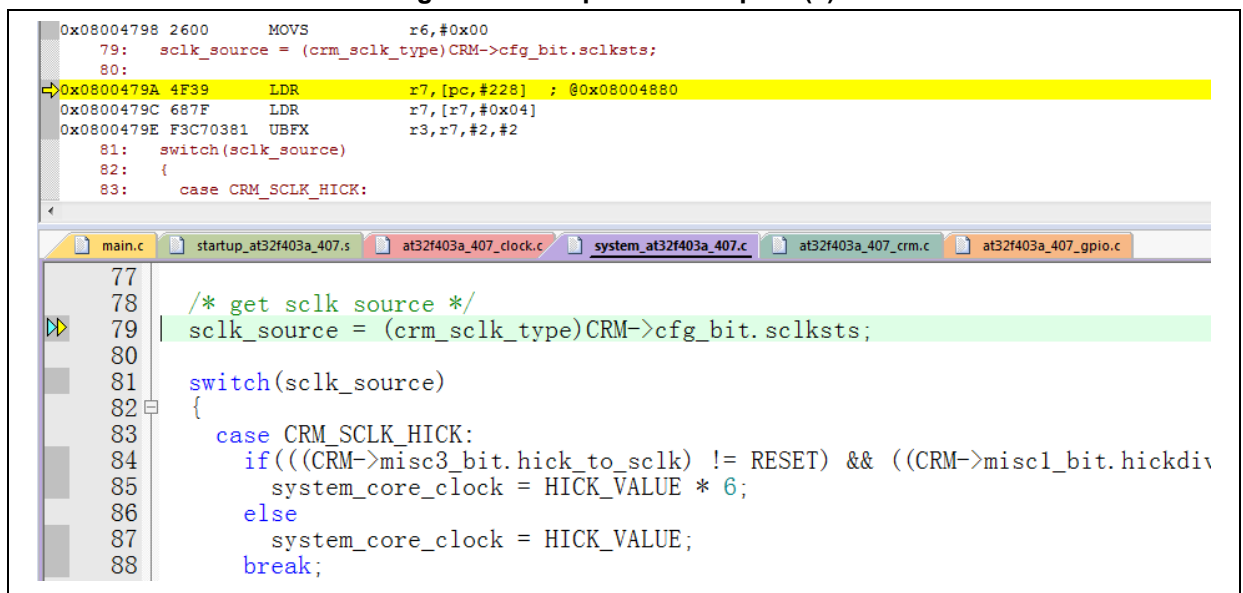 0x08004798 2600 MOVS r6,#0x00
79: sclk_source = (crm_sclk_type)CRM->cfg_bit.sclksts;
80:
0x0800479A 4F39 LDR r7,[pc,#228] ; @0x08004880
0x0800479C 687F LDR r7,[r7,#0x04]
0x0800479E F3C70381 UBFX r3,r7,#2,#2
81: switch(sclk_source)
82: {
83: case CRM_SCLK_HICK:
main.c startup_at32f403a_407.s at32f403a_407_clock.c system_at32f403a_407.c at32f403a_407_crm.c at32f403a_407_gpio.c
77
78 /* get sclk source */
79 sclk_source = (crm_sclk_type)CRM->cfg_bit.sclksts;
80
81 switch(sclk_source)
82 {
83 case CRM_SCLK_HICK:
84 if(((CRM->misc3_bit.hick_to_sclk) != RESET) && ((CRM->misc1_bit.hickdiv
85 system_core_clock = HICK_VALUE * 6;
86 else
87 system_core_clock = HICK_VALUE;
88 break;